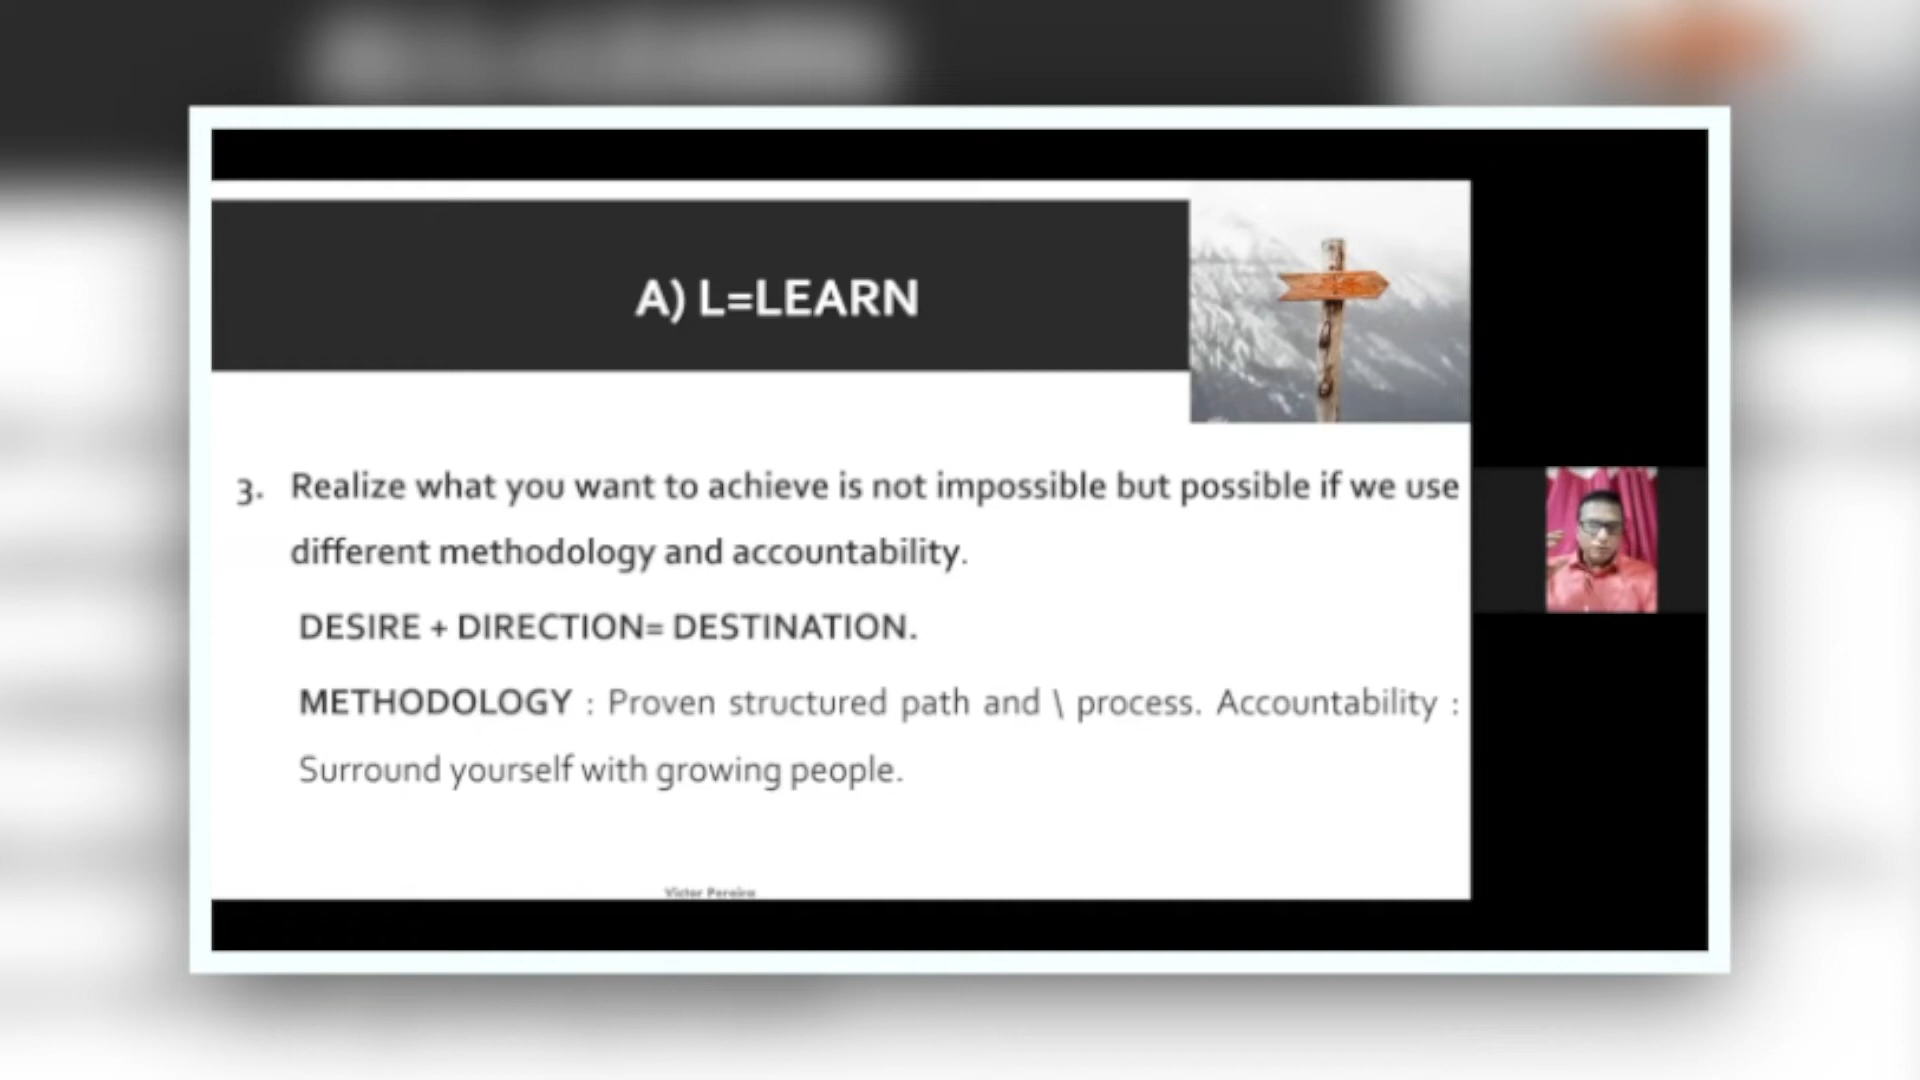 A) L=LEARN
3. Realize what you want to achieve is not impossible but possible if we use
different methodology and accountability.
DESIRE + DIRECTION= DESTINATION.
METHODOLOGY : Proven structured path and \ process. Accountability :
Surround yourself with growing people.
Victor Pereira